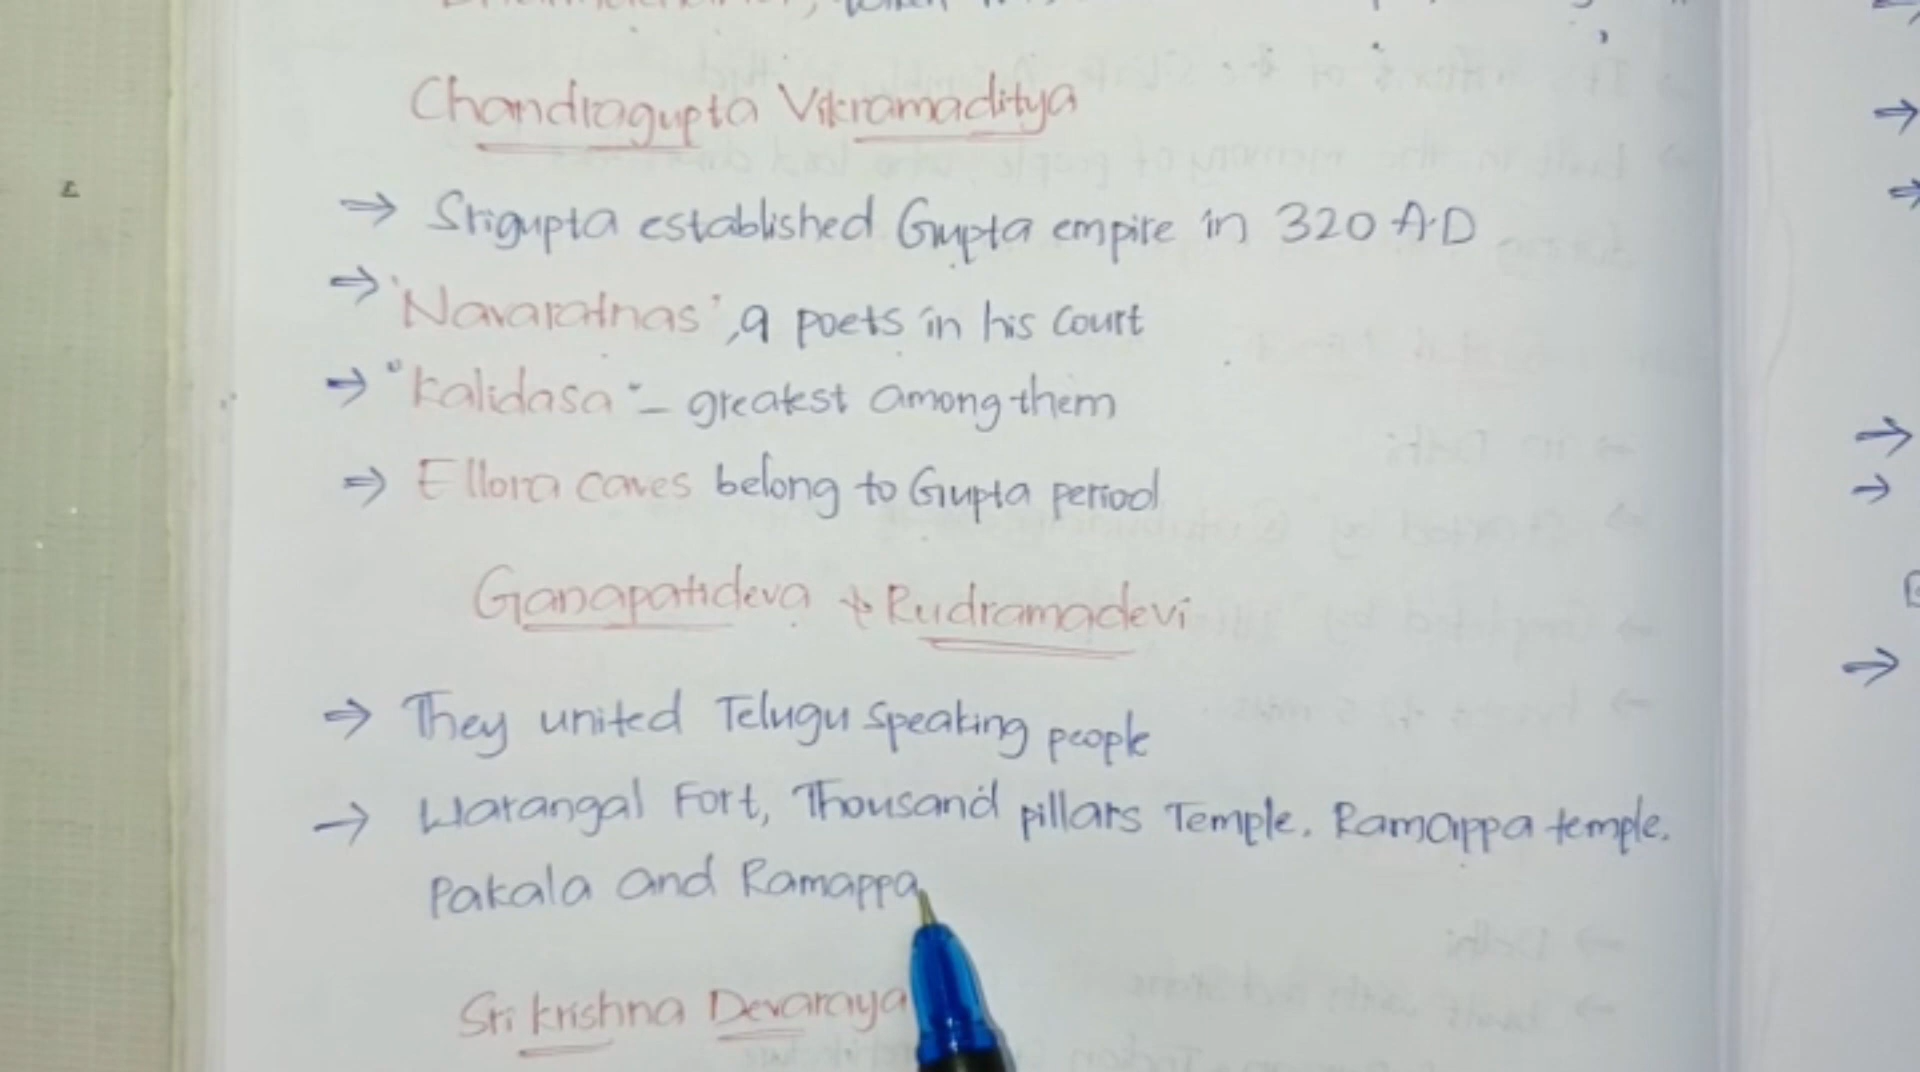 Chandragupta Vikramaditya
⇒ Srigupta established Gupta empire in 320 A.D
⇒ 'Navaratnas', 9 poets in his Court
⇒ "Kalidasa" - greatest among them
⇒ Ellora caves belong to Gupta period
Ganapatideva & Rudramadevi
⇒ They united Telugu speaking people
→ Warangal Fort, Thousand pillars Temple. Ramappa temple.
Pakala and Ramappa
Sri Krishna Devaraya